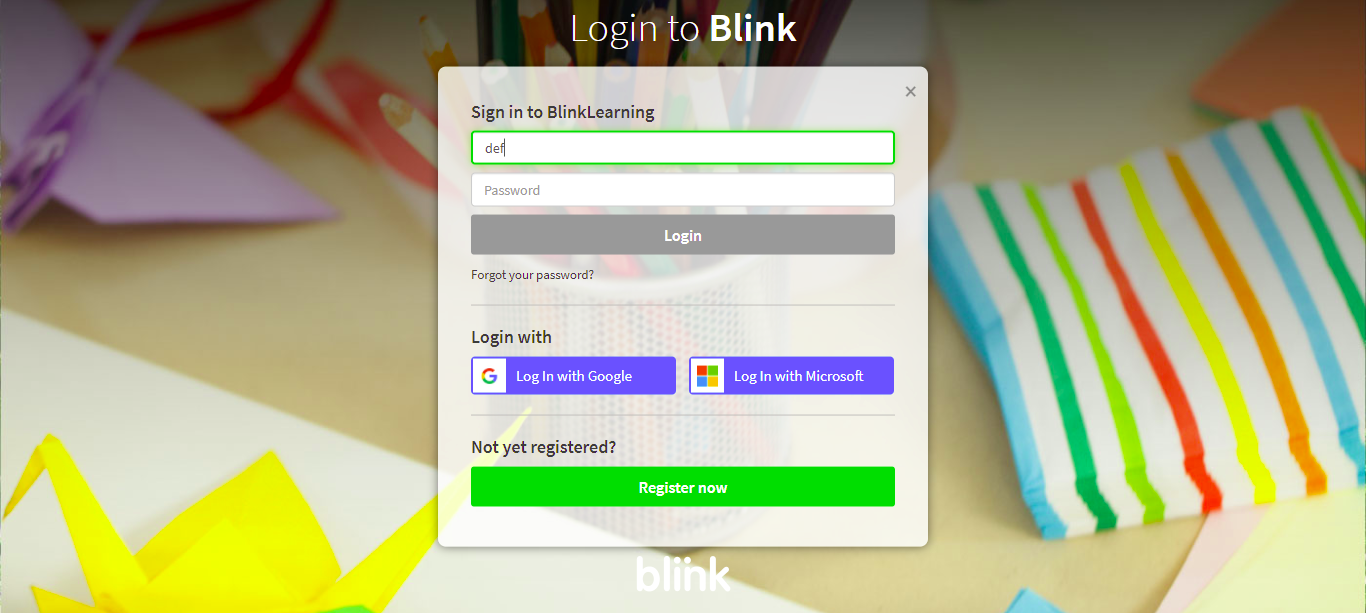 Login to Blink
×
Sign in to BlinkLearning
def
Password
Login
Forgot your password?
Login with
Log In with Google
Log In with Microsoft
Not yet registered?
Register now
blink